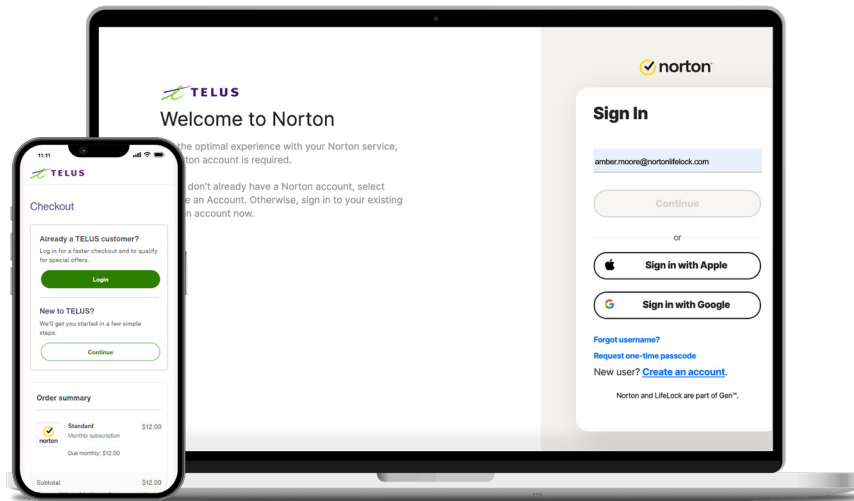 TELUS
Welcome to Norton
the optimal experience with your Norton service,
account is required.
don't already have a Norton account, select
an Account. Otherwise, sign in to your existing
account now.
norton
Sign In
amber.moore@nortonlifelock.com
Continue
or
Sign in with Apple
Sign in with Google
Forgot username?
Request one-time passcode
New user? Create an account.
Norton and LifeLock are part of Gen™.
11:11
TELUS
Checkout
Already a TELUS customer?
Log in for a faster checkout and to qualify
for special offers.
Login
New to TELUS?
We'll get you started in a few simple
steps.
Continue
Order summary
norton
Standard
$12.00
Monthly subscription
Due monthly: $12.00
Subtotal
$12.00